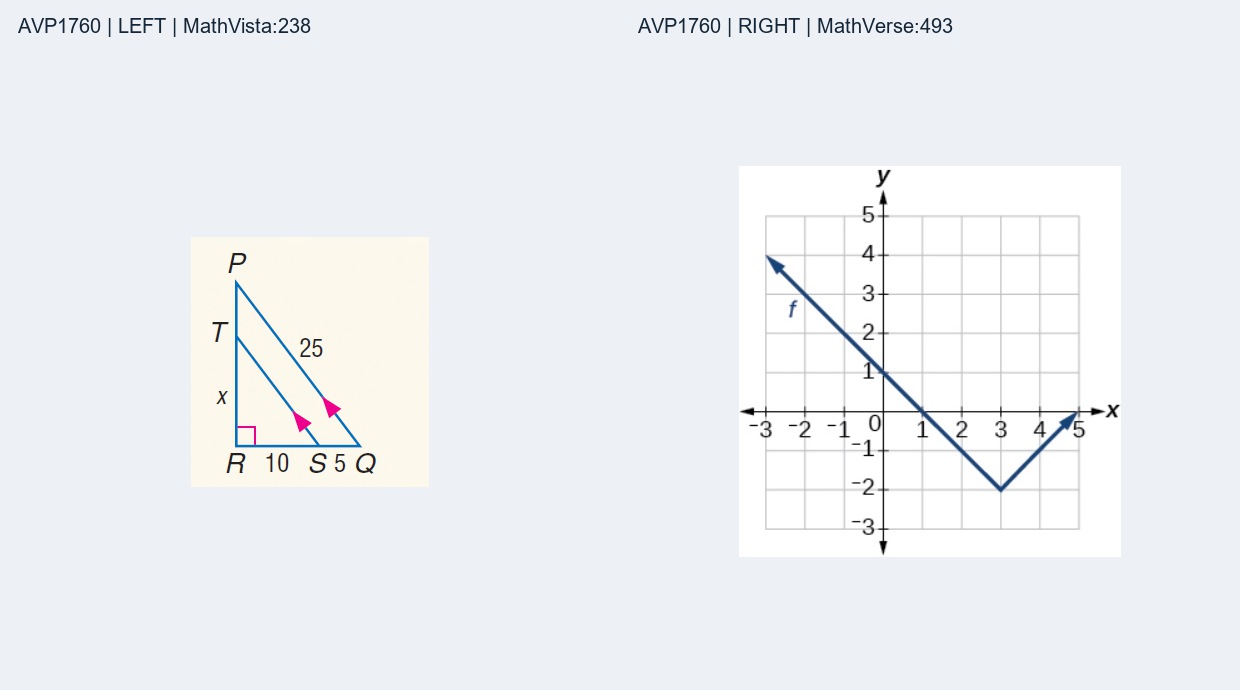 AVP1760 | LEFT | MathVista:238
P
T
25
x
R 10 S 5 Q
AVP1760 | RIGHT | MathVerse:493
y
5
4
3
f
2
1
x
-3 -2 -1 0 1 2 3 4 5
-1
-2
-3